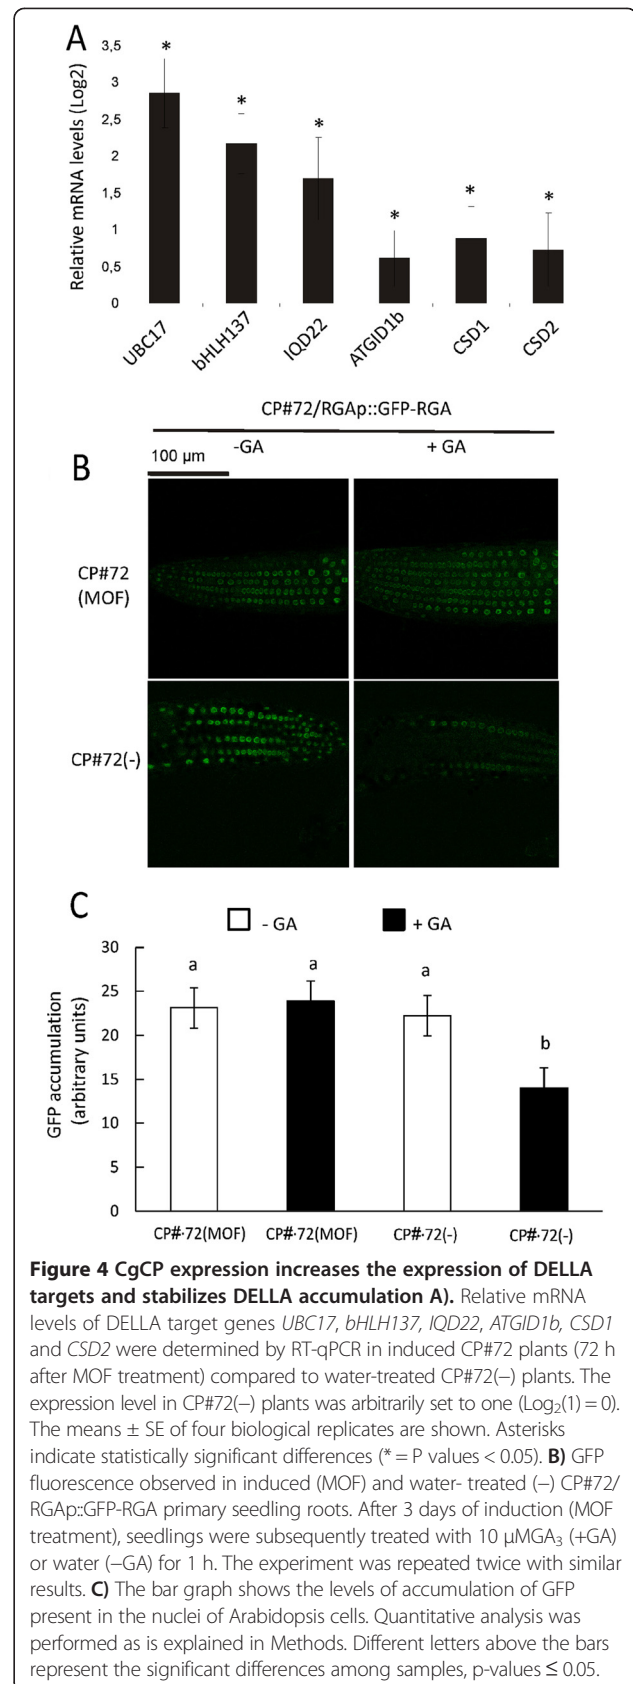 A
Relative mRNA levels (Log2)
3,5
3
2,5
2
1,5
1
0,5
0
* * * * * *
UBC17 bHLH137 IQD22 ATGID1b CSD1 CSD2
CP#72/RGAp::GFP-RGA
-GA + GA
B
100 µm
CP#72
(MOF)
CP#72(-)
C
- GA + GA
GFP accumulation
(arbitrary units)
30
25
20
15
10
5
0
a a a b
CP#·72(MOF) CP#·72(MOF) CP#·72(-) CP#·72(-)
Figure 4 CgCP expression increases the expression of DELLA
targets and stabilizes DELLA accumulation A). Relative mRNA
levels of DELLA target genes UBC17, bHLH137, IQD22, ATGID1b, CSD1
and CSD2 were determined by RT-qPCR in induced CP#72 plants (72 h
after MOF treatment) compared to water-treated CP#72(−) plants. The
expression level in CP#72(−) plants was arbitrarily set to one (Log₂(1) = 0).
The means ± SE of four biological replicates are shown. Asterisks
indicate statistically significant differences (* = P values < 0.05). B) GFP
fluorescence observed in induced (MOF) and water- treated (−) CP#72/
RGAp::GFP-RGA primary seedling roots. After 3 days of induction (MOF
treatment), seedlings were subsequently treated with 10 µMGA₃ (+GA)
or water (−GA) for 1 h. The experiment was repeated twice with similar
results. C) The bar graph shows the levels of accumulation of GFP
present in the nuclei of Arabidopsis cells. Quantitative analysis was
performed as is explained in Methods. Different letters above the bars
represent the significant differences among samples, p-values ≤ 0.05.